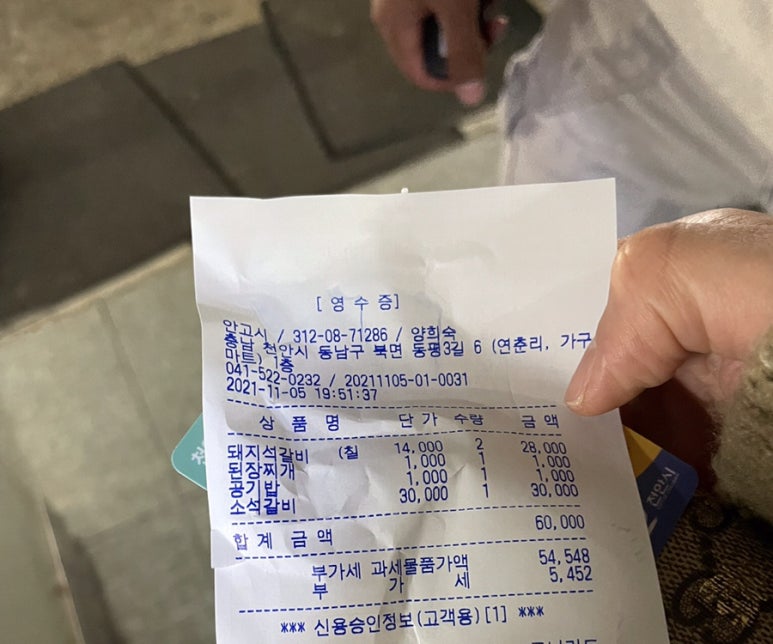 [영 수 증]
안고시 / 312-08-71286 / 양희숙
충남 천안시 동남구 북면 동평3길 6 (연춘리, 가구
마트) 1층
041-522-0232 / 20211105-01-0031
2021-11-05 19:51:37
상 품 명 단 가 수량 금 액
돼지석갈비 (칠 14,000 2 28,000
된장찌개 1,000 1 1,000
공기밥 1,000 1 1,000
소석갈비 30,000 1 30,000
합 계 금 액 60,000
부가세 과세물품가액 54,548
부 가 세 5,452
*** 신용승인정보(고객용)[1] ***
천안시